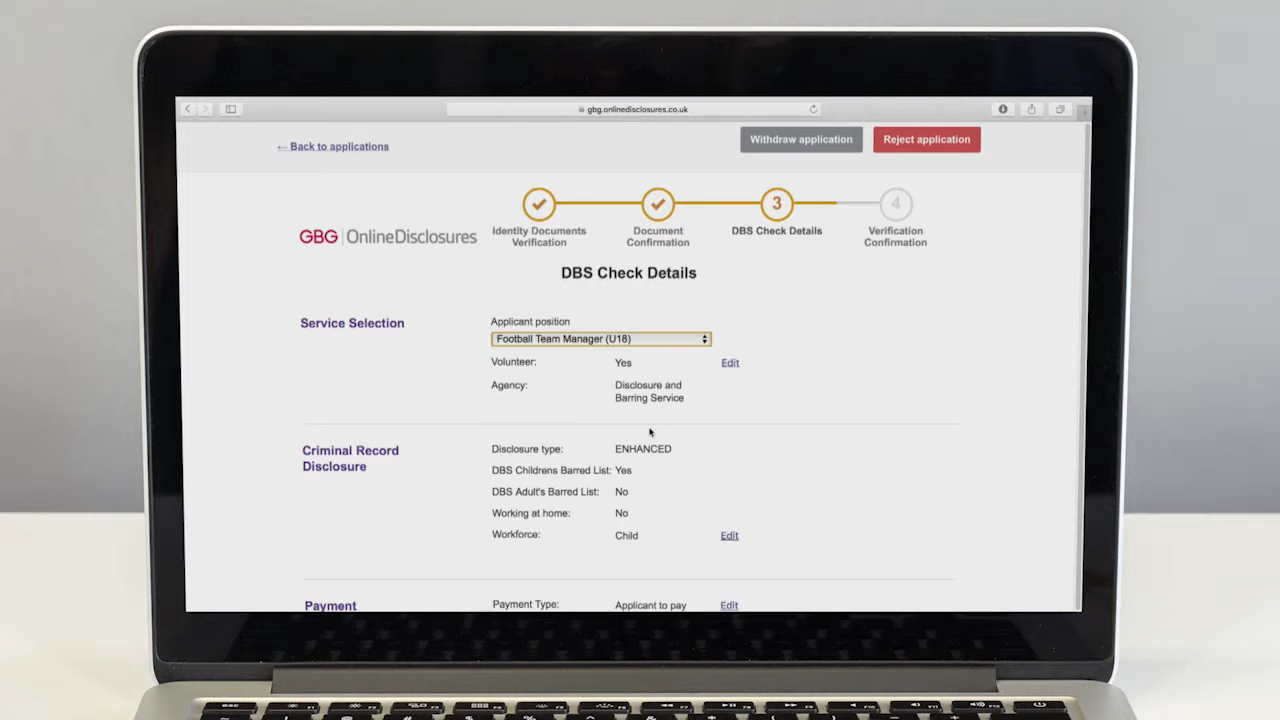 gbg.onlinedisclosures.co.uk
← Back to applications
Withdraw application
Reject application
3
4
GBG OnlineDisclosures
Identity Documents
Verification
Document
Confirmation
DBS Check Details
Verification
Confirmation
DBS Check Details
Service Selection
Applicant position
Football Team Manager (U18)
Volunteer: Yes Edit
Agency: Disclosure and
Barring Service
Criminal Record
Disclosure
Disclosure type: ENHANCED
DBS Childrens Barred List: Yes
DBS Adult's Barred List: No
Working at home: No
Workforce: Child Edit
Payment
Payment Type: Applicant to pay Edit
esc